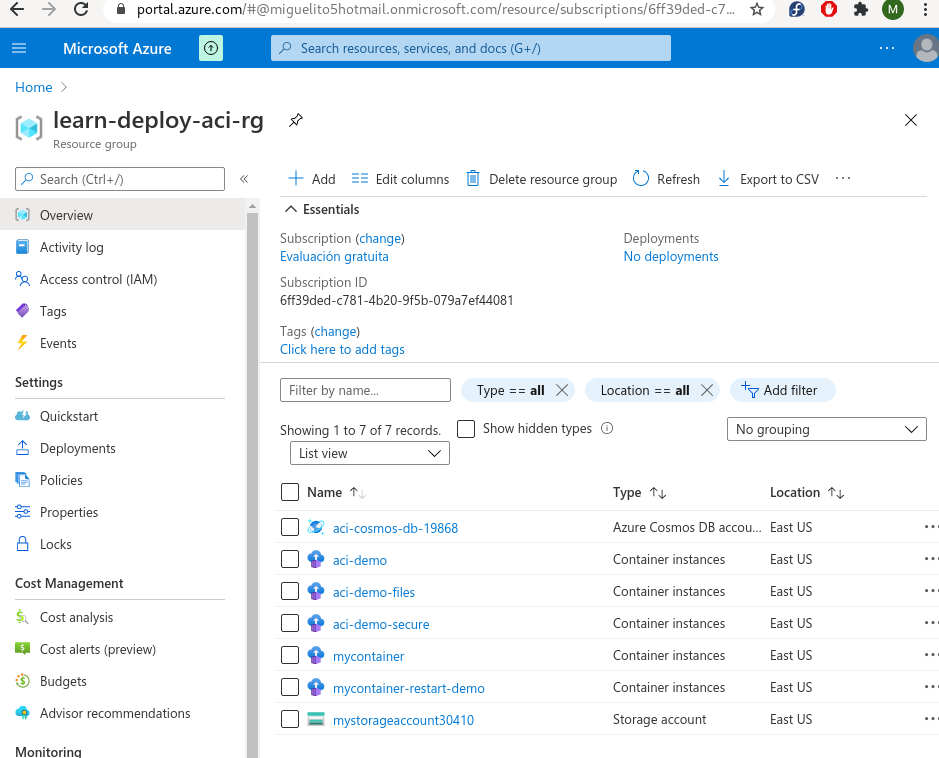 portal.azure.com/#@miguelito5hotmail.onmicrosoft.com/resource/subscriptions/6ff39ded-c7... M
Microsoft Azure Search resources, services, and docs (G+/) ...
Home >
learn-deploy-aci-rg
Resource group
Search (Ctrl+/) «
Add Edit columns Delete resource group Refresh Export to CSV ...
Overview
Activity log
Access control (IAM)
Tags
Events
Settings
Quickstart
Deployments
Policies
Properties
Locks
Cost Management
Cost analysis
Cost alerts (preview)
Budgets
Advisor recommendations
Monitoring
Essentials
Subscription (change)
Evaluación gratuita
Deployments
No deployments
Subscription ID
6ff39ded-c781-4b20-9f5b-079a7ef44081
Tags (change)
Click here to add tags
Filter by name... Type == all Location == all Add filter
Showing 1 to 7 of 7 records. Show hidden types No grouping
List view
Name Type Location
aci-cosmos-db-19868 Azure Cosmos DB accou... East US
aci-demo Container instances East US
aci-demo-files Container instances East US
aci-demo-secure Container instances East US
mycontainer Container instances East US
mycontainer-restart-demo Container instances East US
mystorageaccount30410 Storage account East US